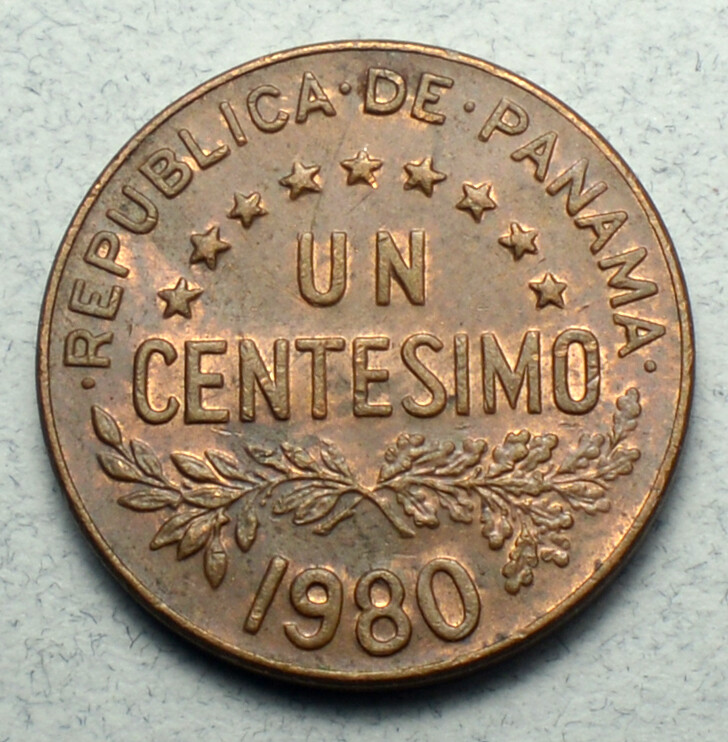 ·REPUBLICA·DE·PANAMA·
UN
CENTESIMO
1980